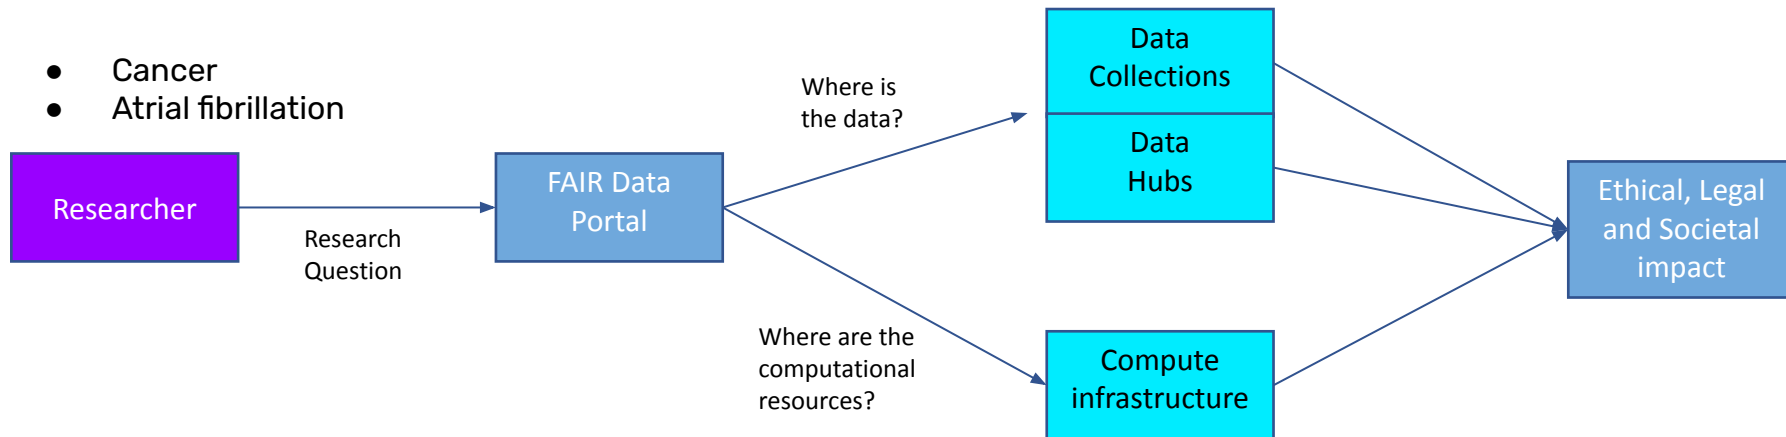 ● Cancer
● Atrial fibrillation
Researcher
Research
Question
FAIR Data
Portal
Where is
the data?
Where are the
computational
resources?
Data
Collections
Data
Hubs
Compute
infrastructure
Ethical, Legal
and Societal
impact